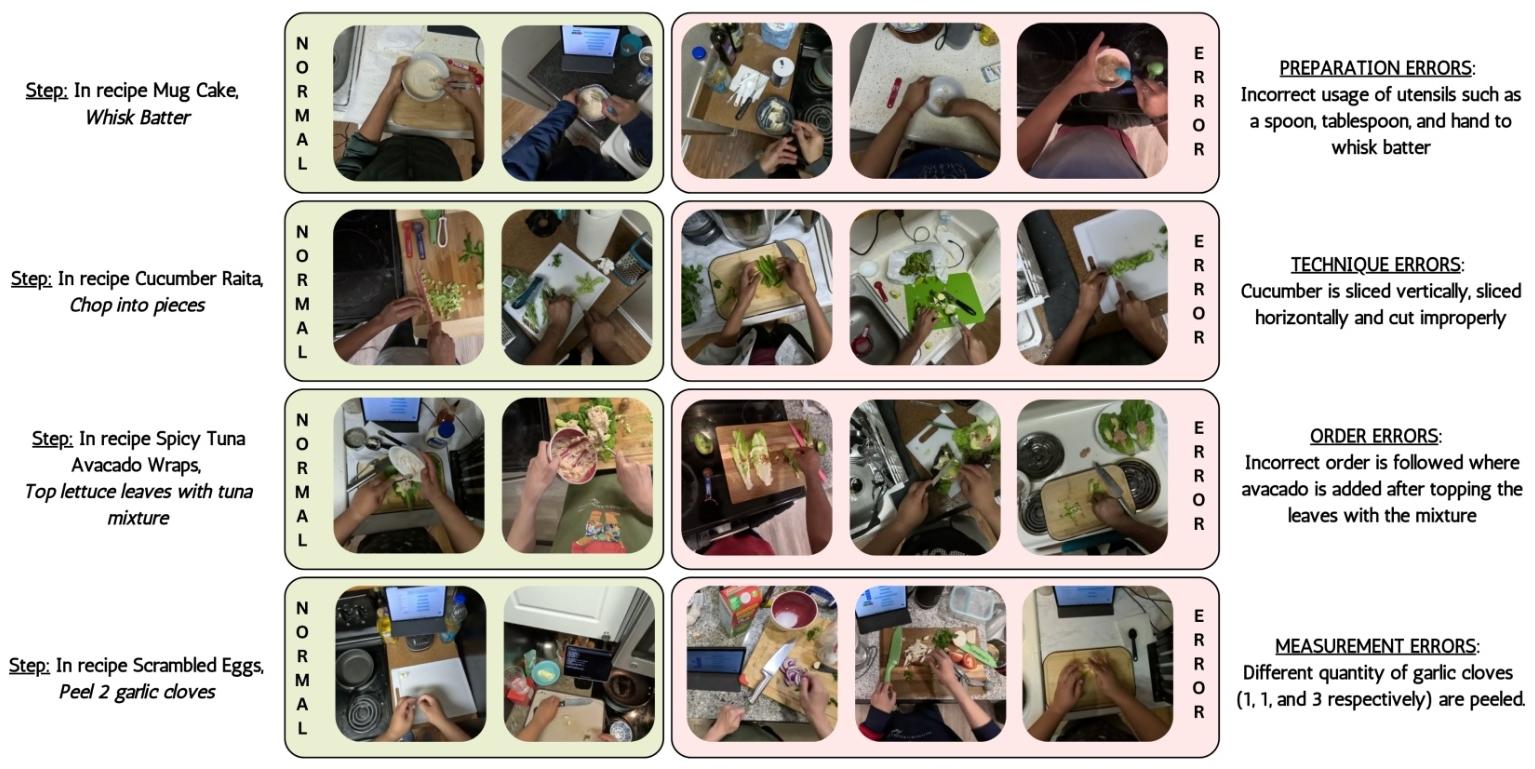 Step: In recipe Mug Cake,
Whisk Batter
NORMAL
ERROR
PREPARATION ERRORS:
Incorrect usage of utensils such as
a spoon, tablespoon, and hand to
whisk batter
Step: In recipe Cucumber Raita,
Chop into pieces
NORMAL
ERROR
TECHNIQUE ERRORS:
Cucumber is sliced vertically, sliced
horizontally and cut improperly
Step: In recipe Spicy Tuna
Avacado Wraps,
Top lettuce leaves with tuna
mixture
NORMAL
ERROR
ORDER ERRORS:
Incorrect order is followed where
avacado is added after topping the
leaves with the mixture
Step: In recipe Scrambled Eggs,
Peel 2 garlic cloves
NORMAL
ERROR
MEASUREMENT ERRORS:
Different quantity of garlic cloves
(1, 1, and 3 respectively) are peeled.